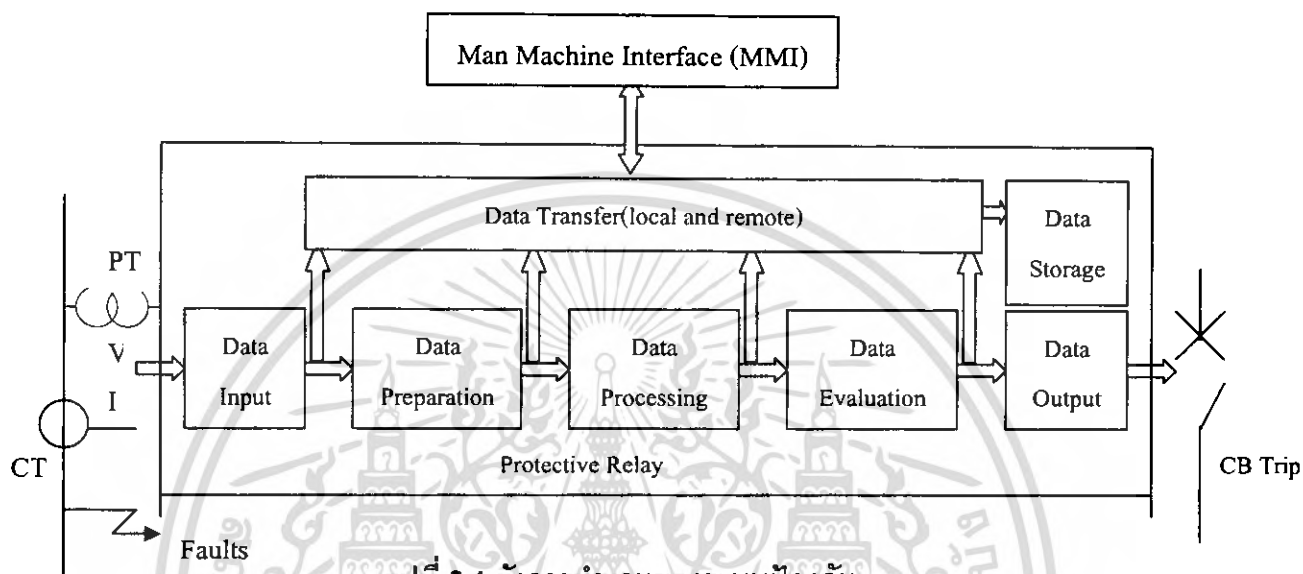 Man Machine Interface (MMI)
Data Transfer(local and remote)
Data
Storage
PT
V
I
CT
Data
Input
Data
Preparation
Data
Processing
Data
Evaluation
Data
Output
Protective Relay
CB Trip
Faults